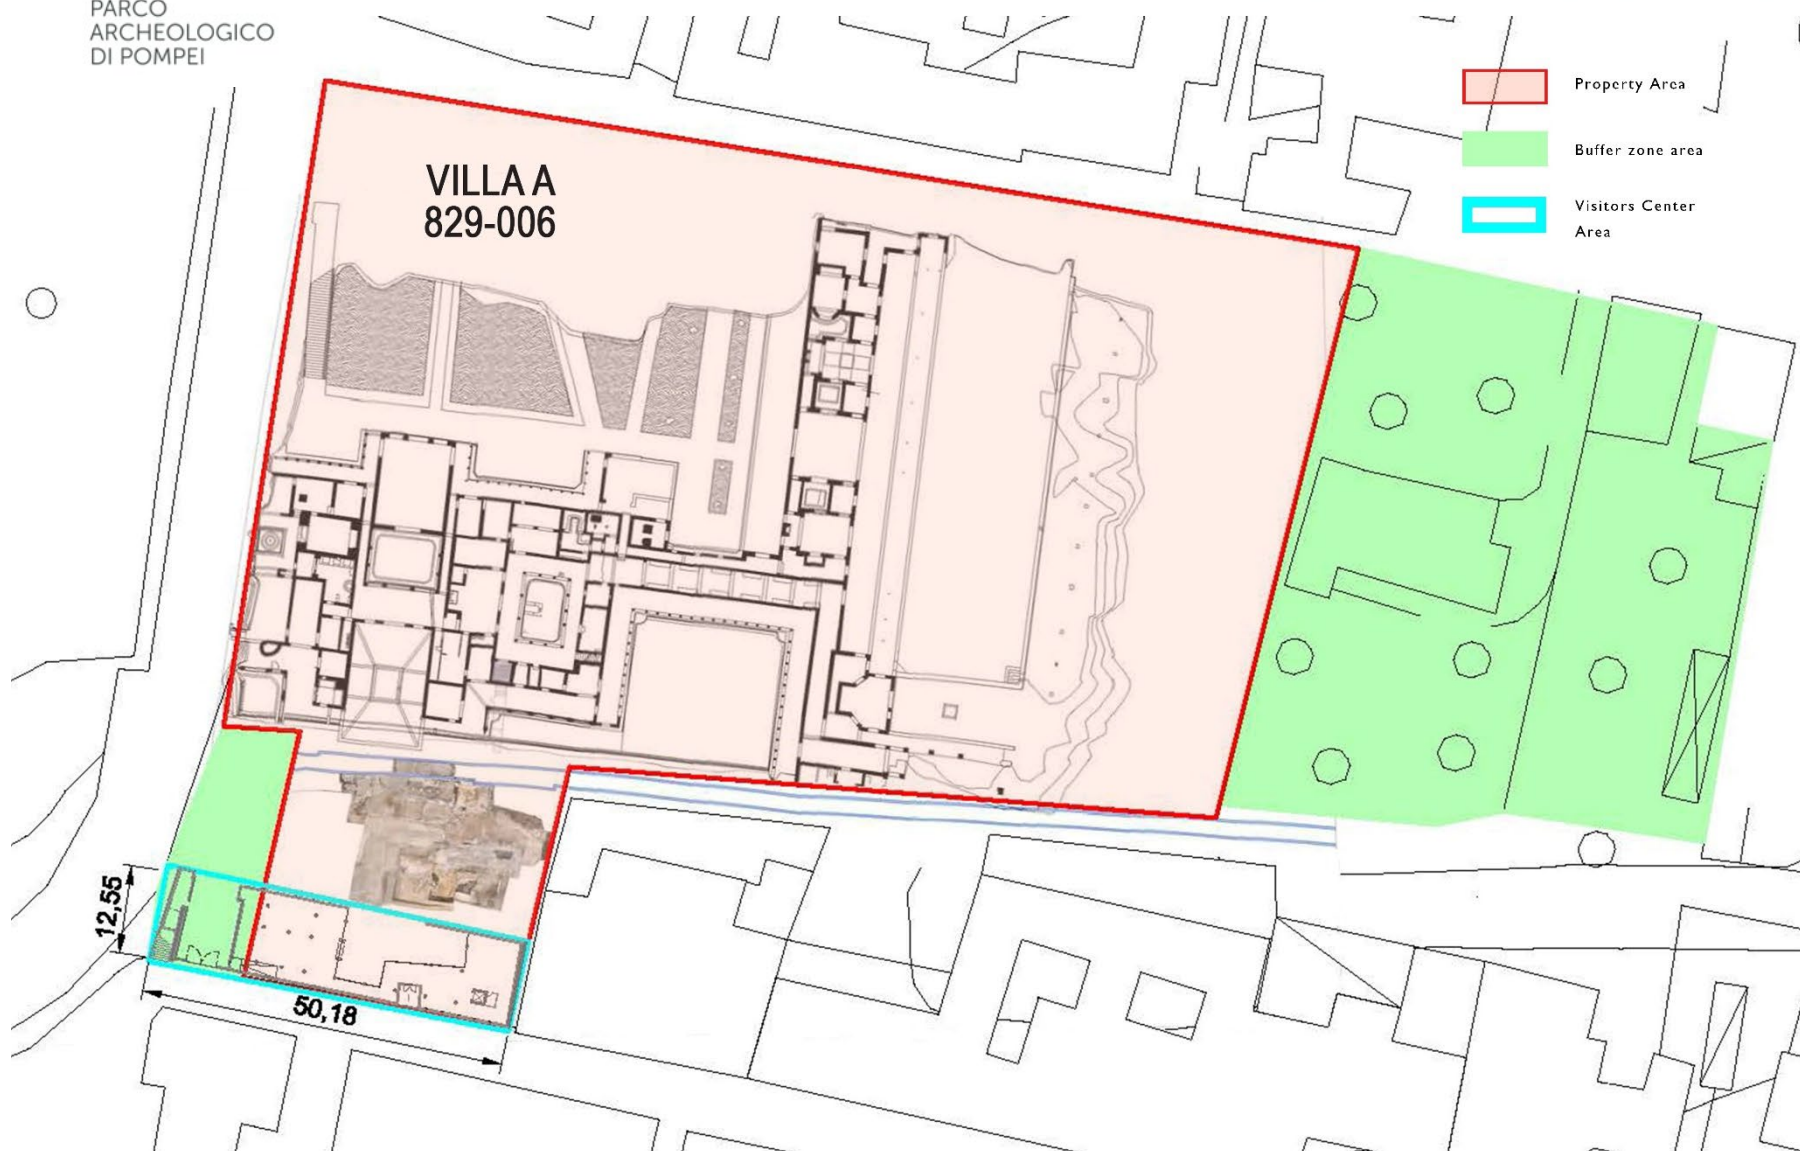 PARCO
ARCHEOLOGICO
DI POMPEI
Property Area
Buffer zone area
Visitors Center
Area
VILLA A
829-006
12,55
50,18